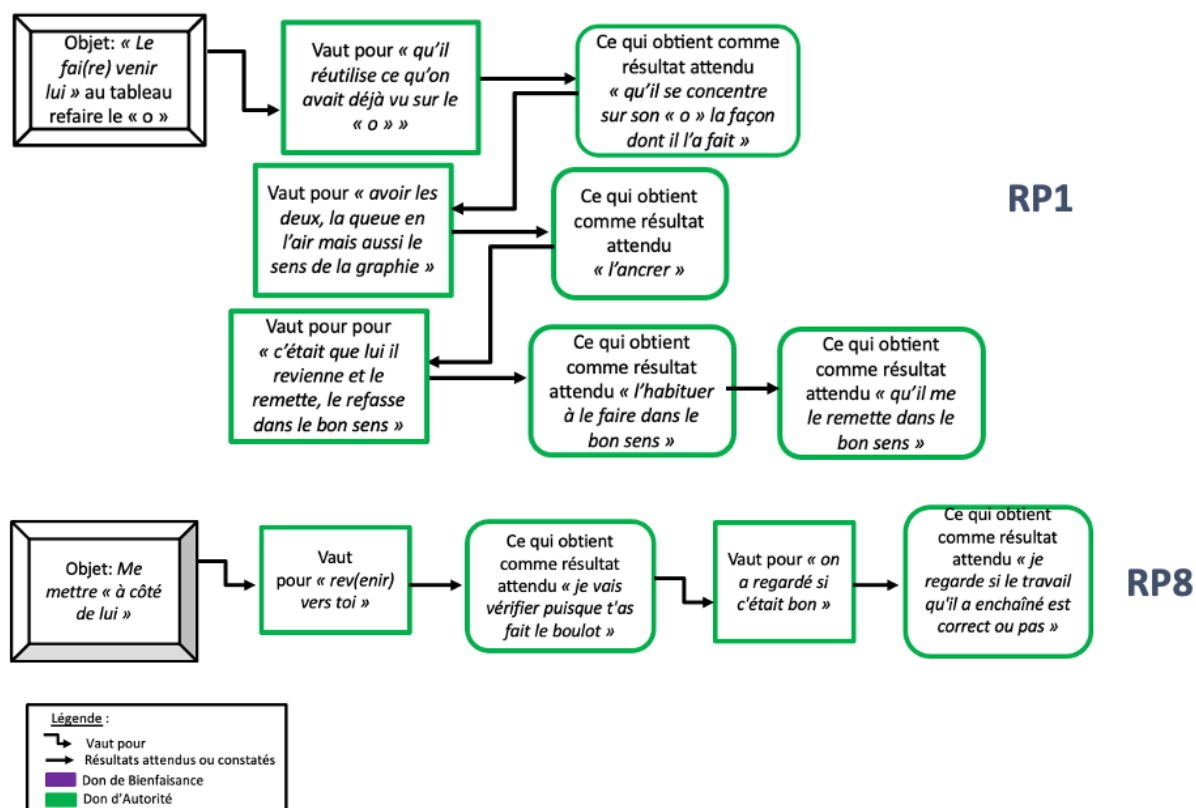 Objet: « Le
fai(re) venir
lui » au tableau
refaire le « o »
Vaut pour « qu’il
réutilise ce qu’on
avait déjà vu sur le
« o » »
Ce qui obtient comme
résultat attendu
« qu’il se concentre
sur son « o » la façon
dont il l’a fait »
Vaut pour « avoir les
deux, la queue en
l’air mais aussi le
sens de la graphie »
Ce qui obtient
comme résultat
attendu
« l’ancrer »
RP1
Vaut pour pour
« c’était que lui il
revienne et le
remette, le refasse
dans le bon sens »
Ce qui obtient
comme résultat
attendu « l’habituer
à le faire dans le
bon sens »
Ce qui obtient
comme résultat
attendu « qu’il me
le remette dans le
bon sens »
Objet: Me
mettre « à côté
de lui »
Vaut
pour « rev(enir)
vers toi »
Ce qui obtient
comme résultat
attendu « je vais
vérifier puisque t'as
fait le boulot »
Vaut pour « on
a regardé si
c'était bon »
Ce qui obtient
comme résultat
attendu « je
regarde si le travail
qu'il a enchaîné est
correct ou pas »
RP8
Légende :
Vaut pour
Résultats attendus ou constatés
Don de Bienfaisance
Don d’Autorité